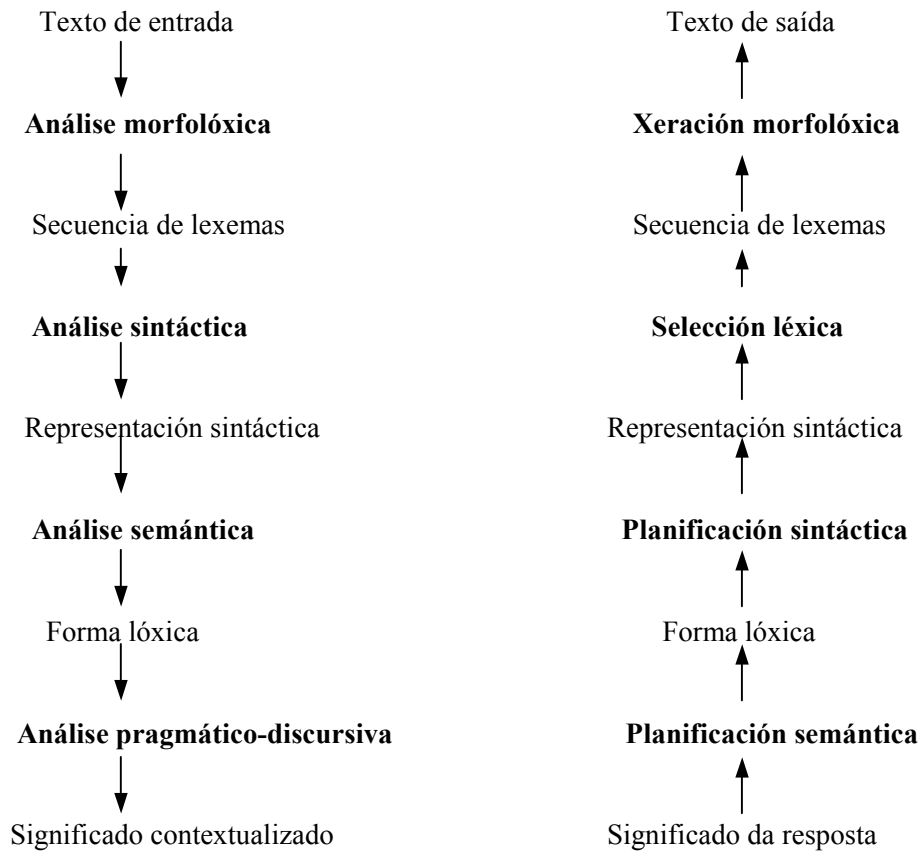 Texto de entrada
Texto de saída
Análise morfolóxica
Xeración morfolóxica
Secuencia de lexemas
Secuencia de lexemas
Análise sintáctica
Selección léxica
Representación sintáctica
Representación sintáctica
Análise semántica
Planificación sintáctica
Forma lóxica
Forma lóxica
Análise pragmático-discursiva
Planificación semántica
Significado contextualizado
Significado da resposta